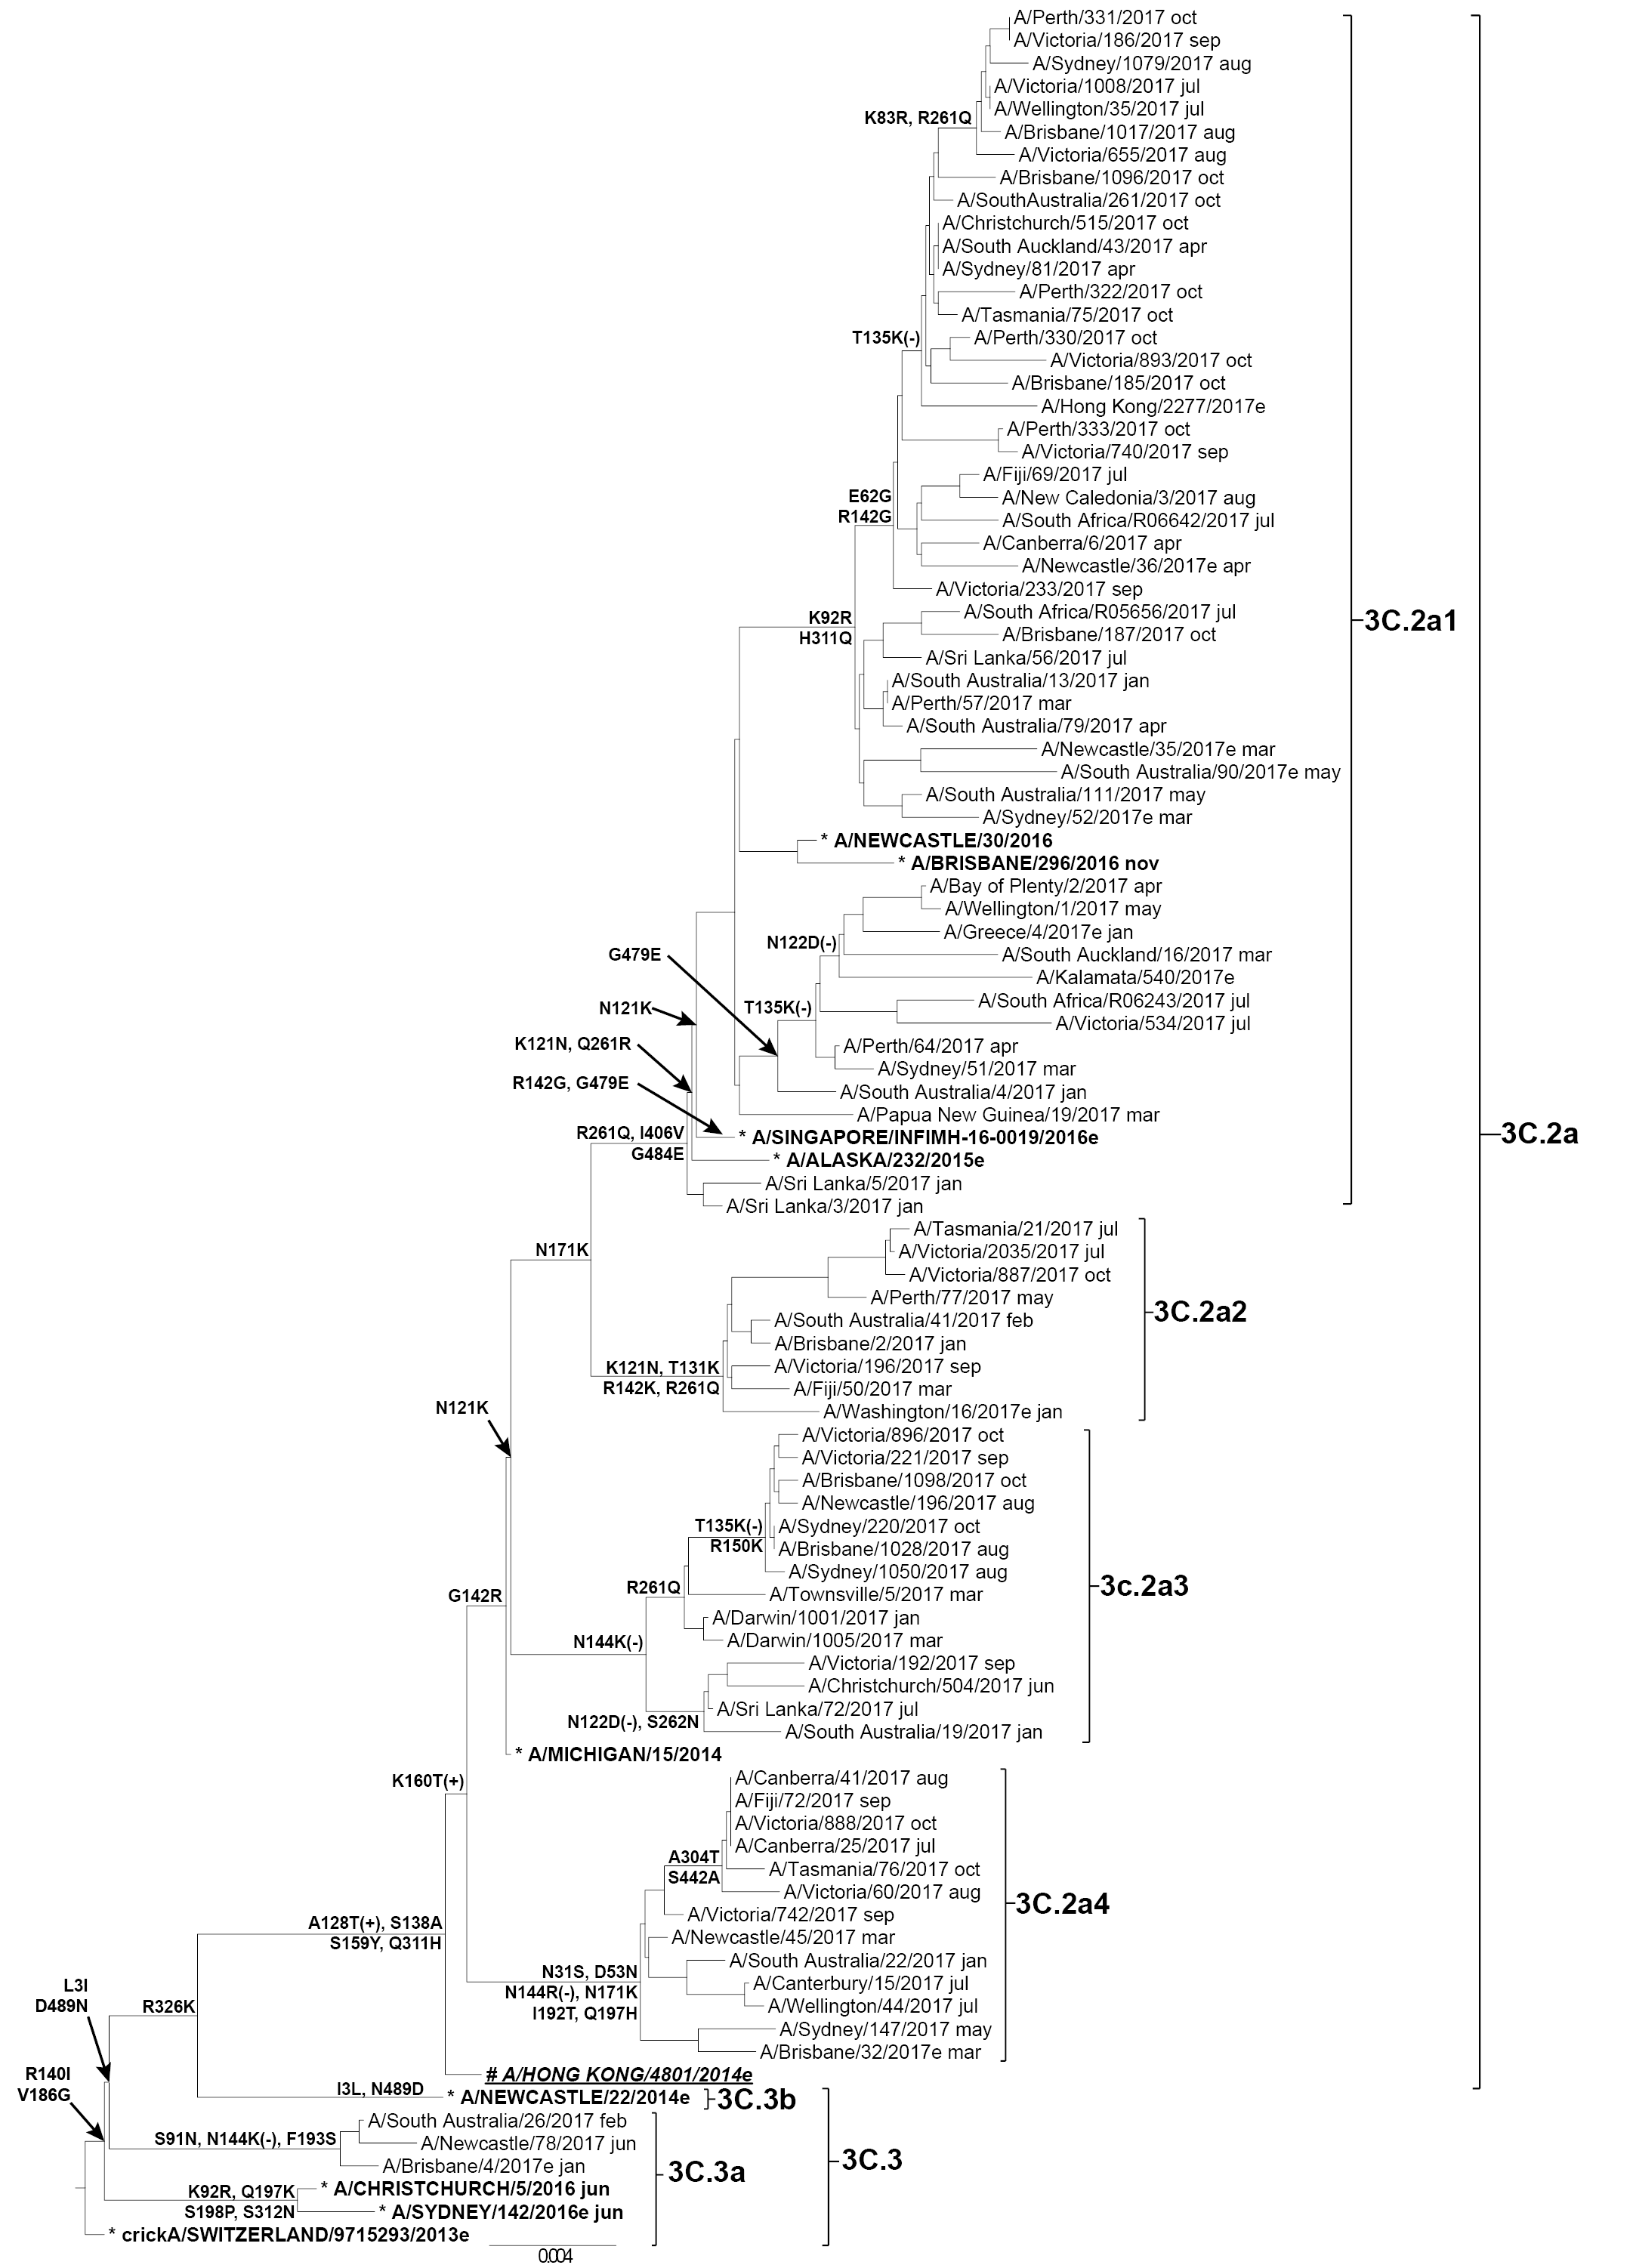 A/Perth/331/2017 oct
A/Victoria/186/2017 sep
A/Sydney/1079/2017 aug
A/Victoria/1008/2017 jul
A/Wellington/35/2017 jul
K83R, R261Q
A/Brisbane/1017/2017 aug
A/Victoria/655/2017 aug
A/Brisbane/1096/2017 oct
A/SouthAustralia/261/2017 oct
A/Christchurch/515/2017 oct
A/South Auckland/43/2017 apr
A/Sydney/81/2017 apr
A/Perth/322/2017 oct
A/Tasmania/75/2017 oct
T135K(-)
A/Perth/330/2017 oct
A/Victoria/893/2017 oct
A/Brisbane/185/2017 oct
A/Hong Kong/2277/2017e
A/Perth/333/2017 oct
A/Victoria/740/2017 sep
A/Fiji/69/2017 jul
E62G
A/New Caledonia/3/2017 aug
R142G
A/South Africa/R06642/2017 jul
A/Canberra/6/2017 apr
A/Newcastle/36/2017e apr
A/Victoria/233/2017 sep
A/South Africa/R05656/2017 jul
K92R
3C.2a1
H311Q
A/Brisbane/187/2017 oct
A/Sri Lanka/56/2017 jul
A/South Australia/13/2017 jan
A/Perth/57/2017 mar
A/South Australia/79/2017 apr
A/Newcastle/35/2017e mar
A/South Australia/90/2017e may
A/South Australia/111/2017 may
A/Sydney/52/2017e mar
* A/NEWCASTLE/30/2016
* A/BRISBANE/296/2016 nov
A/Bay of Plenty/2/2017 apr
A/Wellington/1/2017 may
A/Greece/4/2017e jan
N122D(-)
G479E
A/South Auckland/16/2017 mar
A/Kalamata/540/2017e
A/South Africa/R06243/2017 jul
N121K
T135K(-)
A/Victoria/534/2017 jul
K121N, Q261R
A/Perth/64/2017 apr
A/Sydney/51/2017 mar
R142G, G479E
A/South Australia/4/2017 jan
A/Papua New Guinea/19/2017 mar
R261Q, I406V
* A/SINGAPORE/INFIMH-16-0019/2016e
3C.2a
G484E
* A/ALASKA/232/2015e
A/Sri Lanka/5/2017 jan
A/Sri Lanka/3/2017 jan
A/Tasmania/21/2017 jul
N171K
A/Victoria/2035/2017 jul
A/Victoria/887/2017 oct
A/Perth/77/2017 may
3C.2a2
A/South Australia/41/2017 feb
A/Brisbane/2/2017 jan
K121N, T131K
A/Victoria/196/2017 sep
R142K, R261Q
A/Fiji/50/2017 mar
N121K
A/Washington/16/2017e jan
A/Victoria/896/2017 oct
A/Victoria/221/2017 sep
A/Brisbane/1098/2017 oct
A/Newcastle/196/2017 aug
T135K(-)
A/Sydney/220/2017 oct
R150K
A/Brisbane/1028/2017 aug
A/Sydney/1050/2017 aug
3c.2a3
R261Q
A/Townsville/5/2017 mar
G142R
A/Darwin/1001/2017 jan
N144K(-)
A/Darwin/1005/2017 mar
A/Victoria/192/2017 sep
A/Christchurch/504/2017 jun
A/Sri Lanka/72/2017 jul
N122D(-), S262N
A/South Australia/19/2017 jan
* A/MICHIGAN/15/2014
K160T(+)
A/Canberra/41/2017 aug
A/Fiji/72/2017 sep
A/Victoria/888/2017 oct
A/Canberra/25/2017 jul
A304T
A/Tasmania/76/2017 oct
S442A
A/Victoria/60/2017 aug
3C.2a4
A/Victoria/742/2017 sep
A128T(+), S138A
S159Y, Q311H
A/Newcastle/45/2017 mar
A/South Australia/22/2017 jan
N31S, D53N
A/Canterbury/15/2017 jul
N144R(-), N171K
L3I
D489N
R326K
A/Wellington/44/2017 jul
I192T, Q197H
A/Sydney/147/2017 may
A/Brisbane/32/2017e mar
R140I
V186G
# A/HONG KONG/4801/2014e
I3L, N489D
* A/NEWCASTLE/22/2014e
3C.3b
A/South Australia/26/2017 feb
S91N, N144K(-), F193S
A/Newcastle/78/2017 jun
A/Brisbane/4/2017e jan
3C.3a
3C.3
K92R, Q197K
* A/CHRISTCHURCH/5/2016 jun
S198P, S312N
* A/SYDNEY/142/2016e jun
* crickA/SWITZERLAND/9715293/2013e
0.004